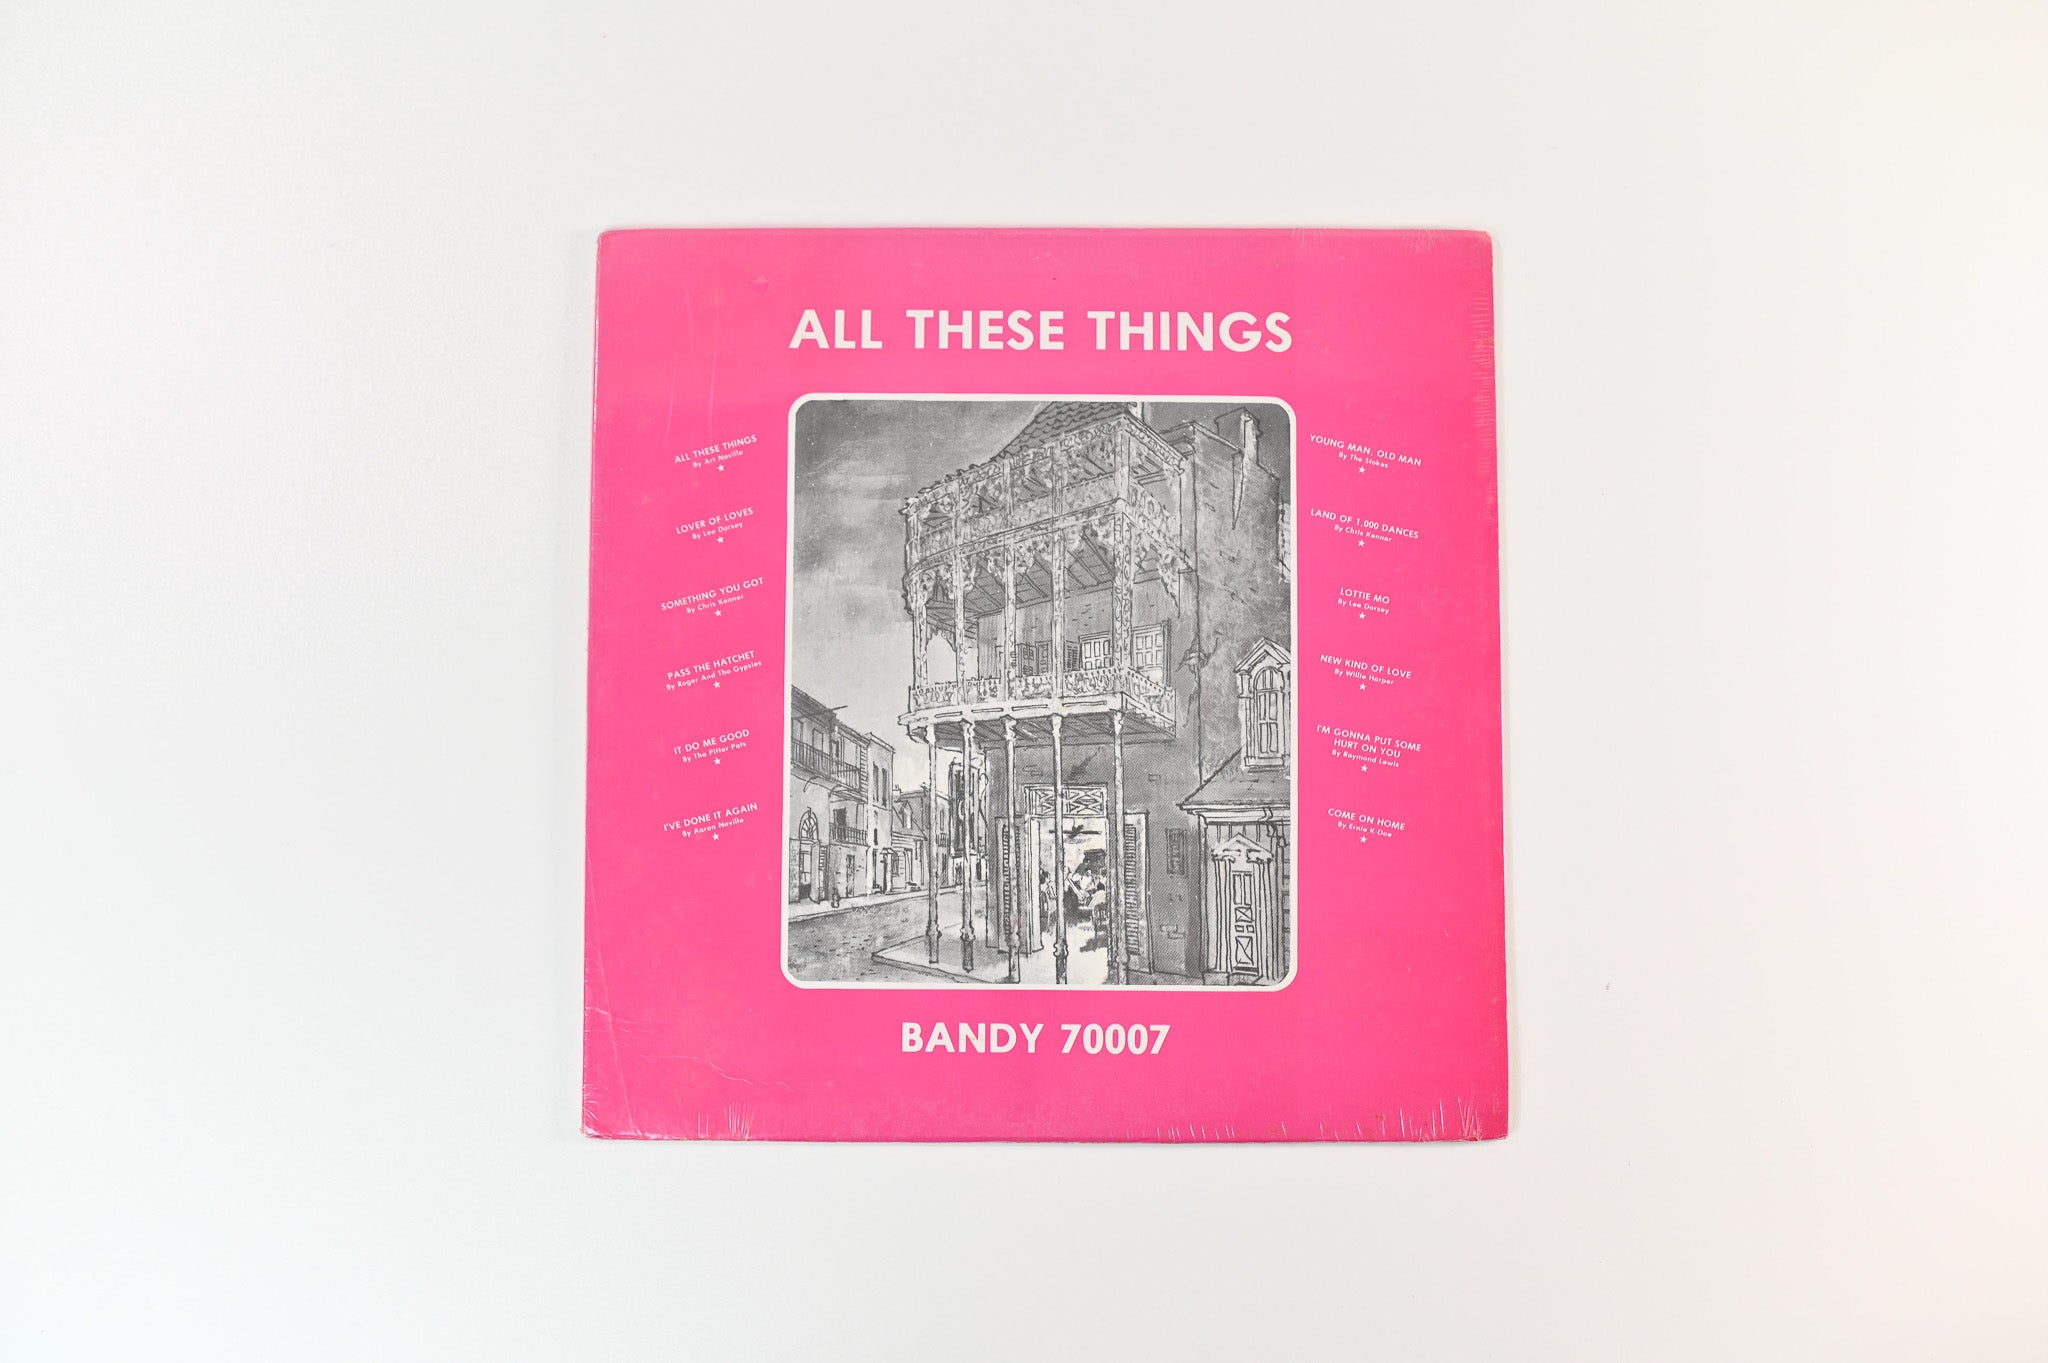 ALL THESE THINGS
ALL THESE THINGS
By Art Neville
LOVER OF LOVES
By Lee Dorsey
SOMETHING YOU GOT
By Chris Kenner
PASS THE HATCHET
By Roger And The Gypsies
IT DO ME GOOD
By The Pitter Pats
I'VE DONE IT AGAIN
By Aaron Neville
YOUNG MAN, OLD MAN
By The Stokes
LAND OF 1,000 DANCES
By Chris Kenner
LOTTIE MO
By Lee Dorsey
NEW KIND OF LOVE
By Willie Harper
I'M GONNA PUT SOME
HURT ON YOU
By Raymond Lewis
COME ON HOME
By Ernie K-Doe
BANDY 70007